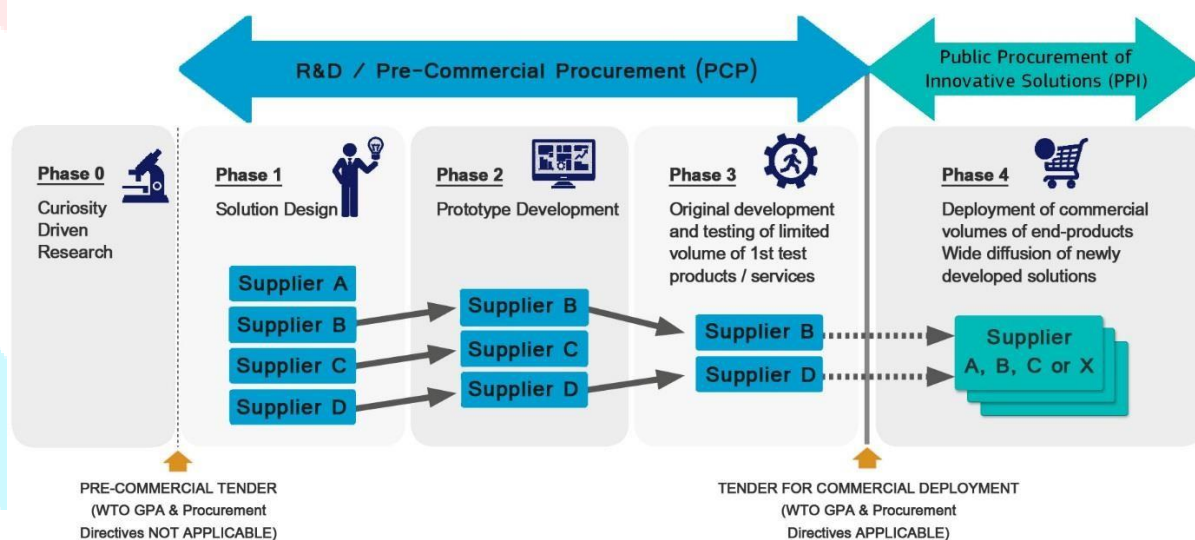 R&D / Pre-Commercial Procurement (PCP)
Public Procurement of
Innovative Solutions (PPI)
Phase 0
Curiosity
Driven
Research
Phase 1
Solution Design
Supplier A
Supplier B
Supplier C
Supplier D
Phase 2
Prototype Development
Supplier B
Supplier C
Supplier D
Phase 3
Original development
and testing of limited
volume of 1st test
products / services
Supplier B
Supplier D
Phase 4
Deployment of commercial
volumes of end-products
Wide diffusion of newly
developed solutions
Supplier
A, B, C or X
PRE-COMMERCIAL TENDER
(WTO GPA & Procurement
Directives NOT APPLICABLE)
TENDER FOR COMMERCIAL DEPLOYMENT
(WTO GPA & Procurement
Directives APPLICABLE)